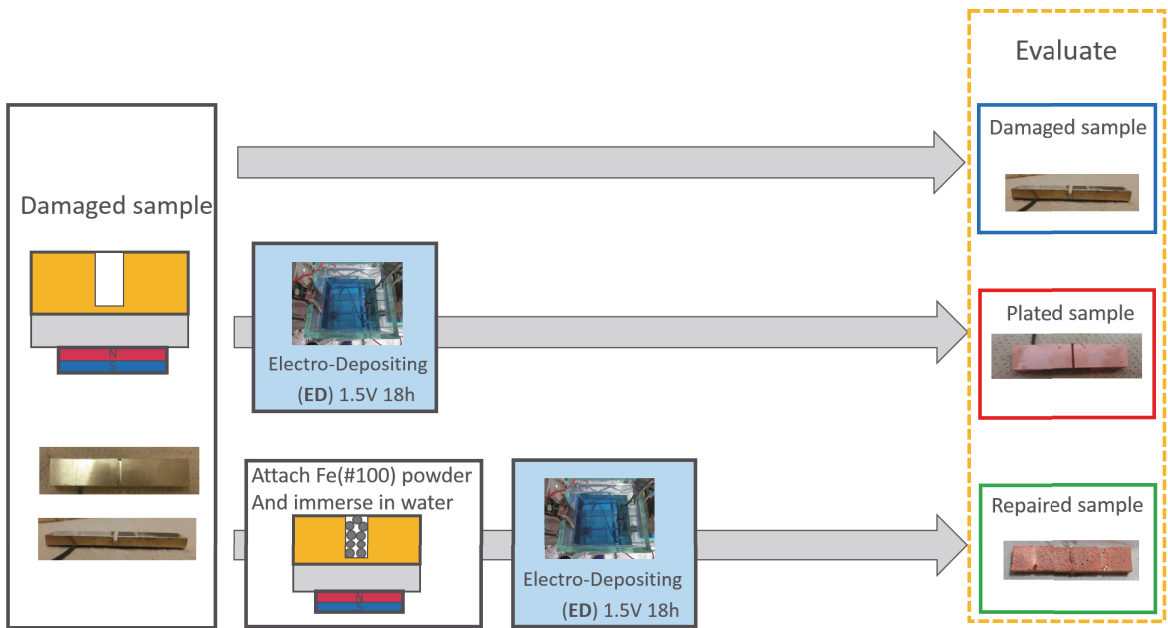 Evaluate
Damaged sample
Damaged sample
N
S
Electro-Depositing
(ED) 1.5V 18h
Plated sample
Attach Fe(#100) powder
And immerse in water
N
S
Electro-Depositing
(ED) 1.5V 18h
Repaired sample